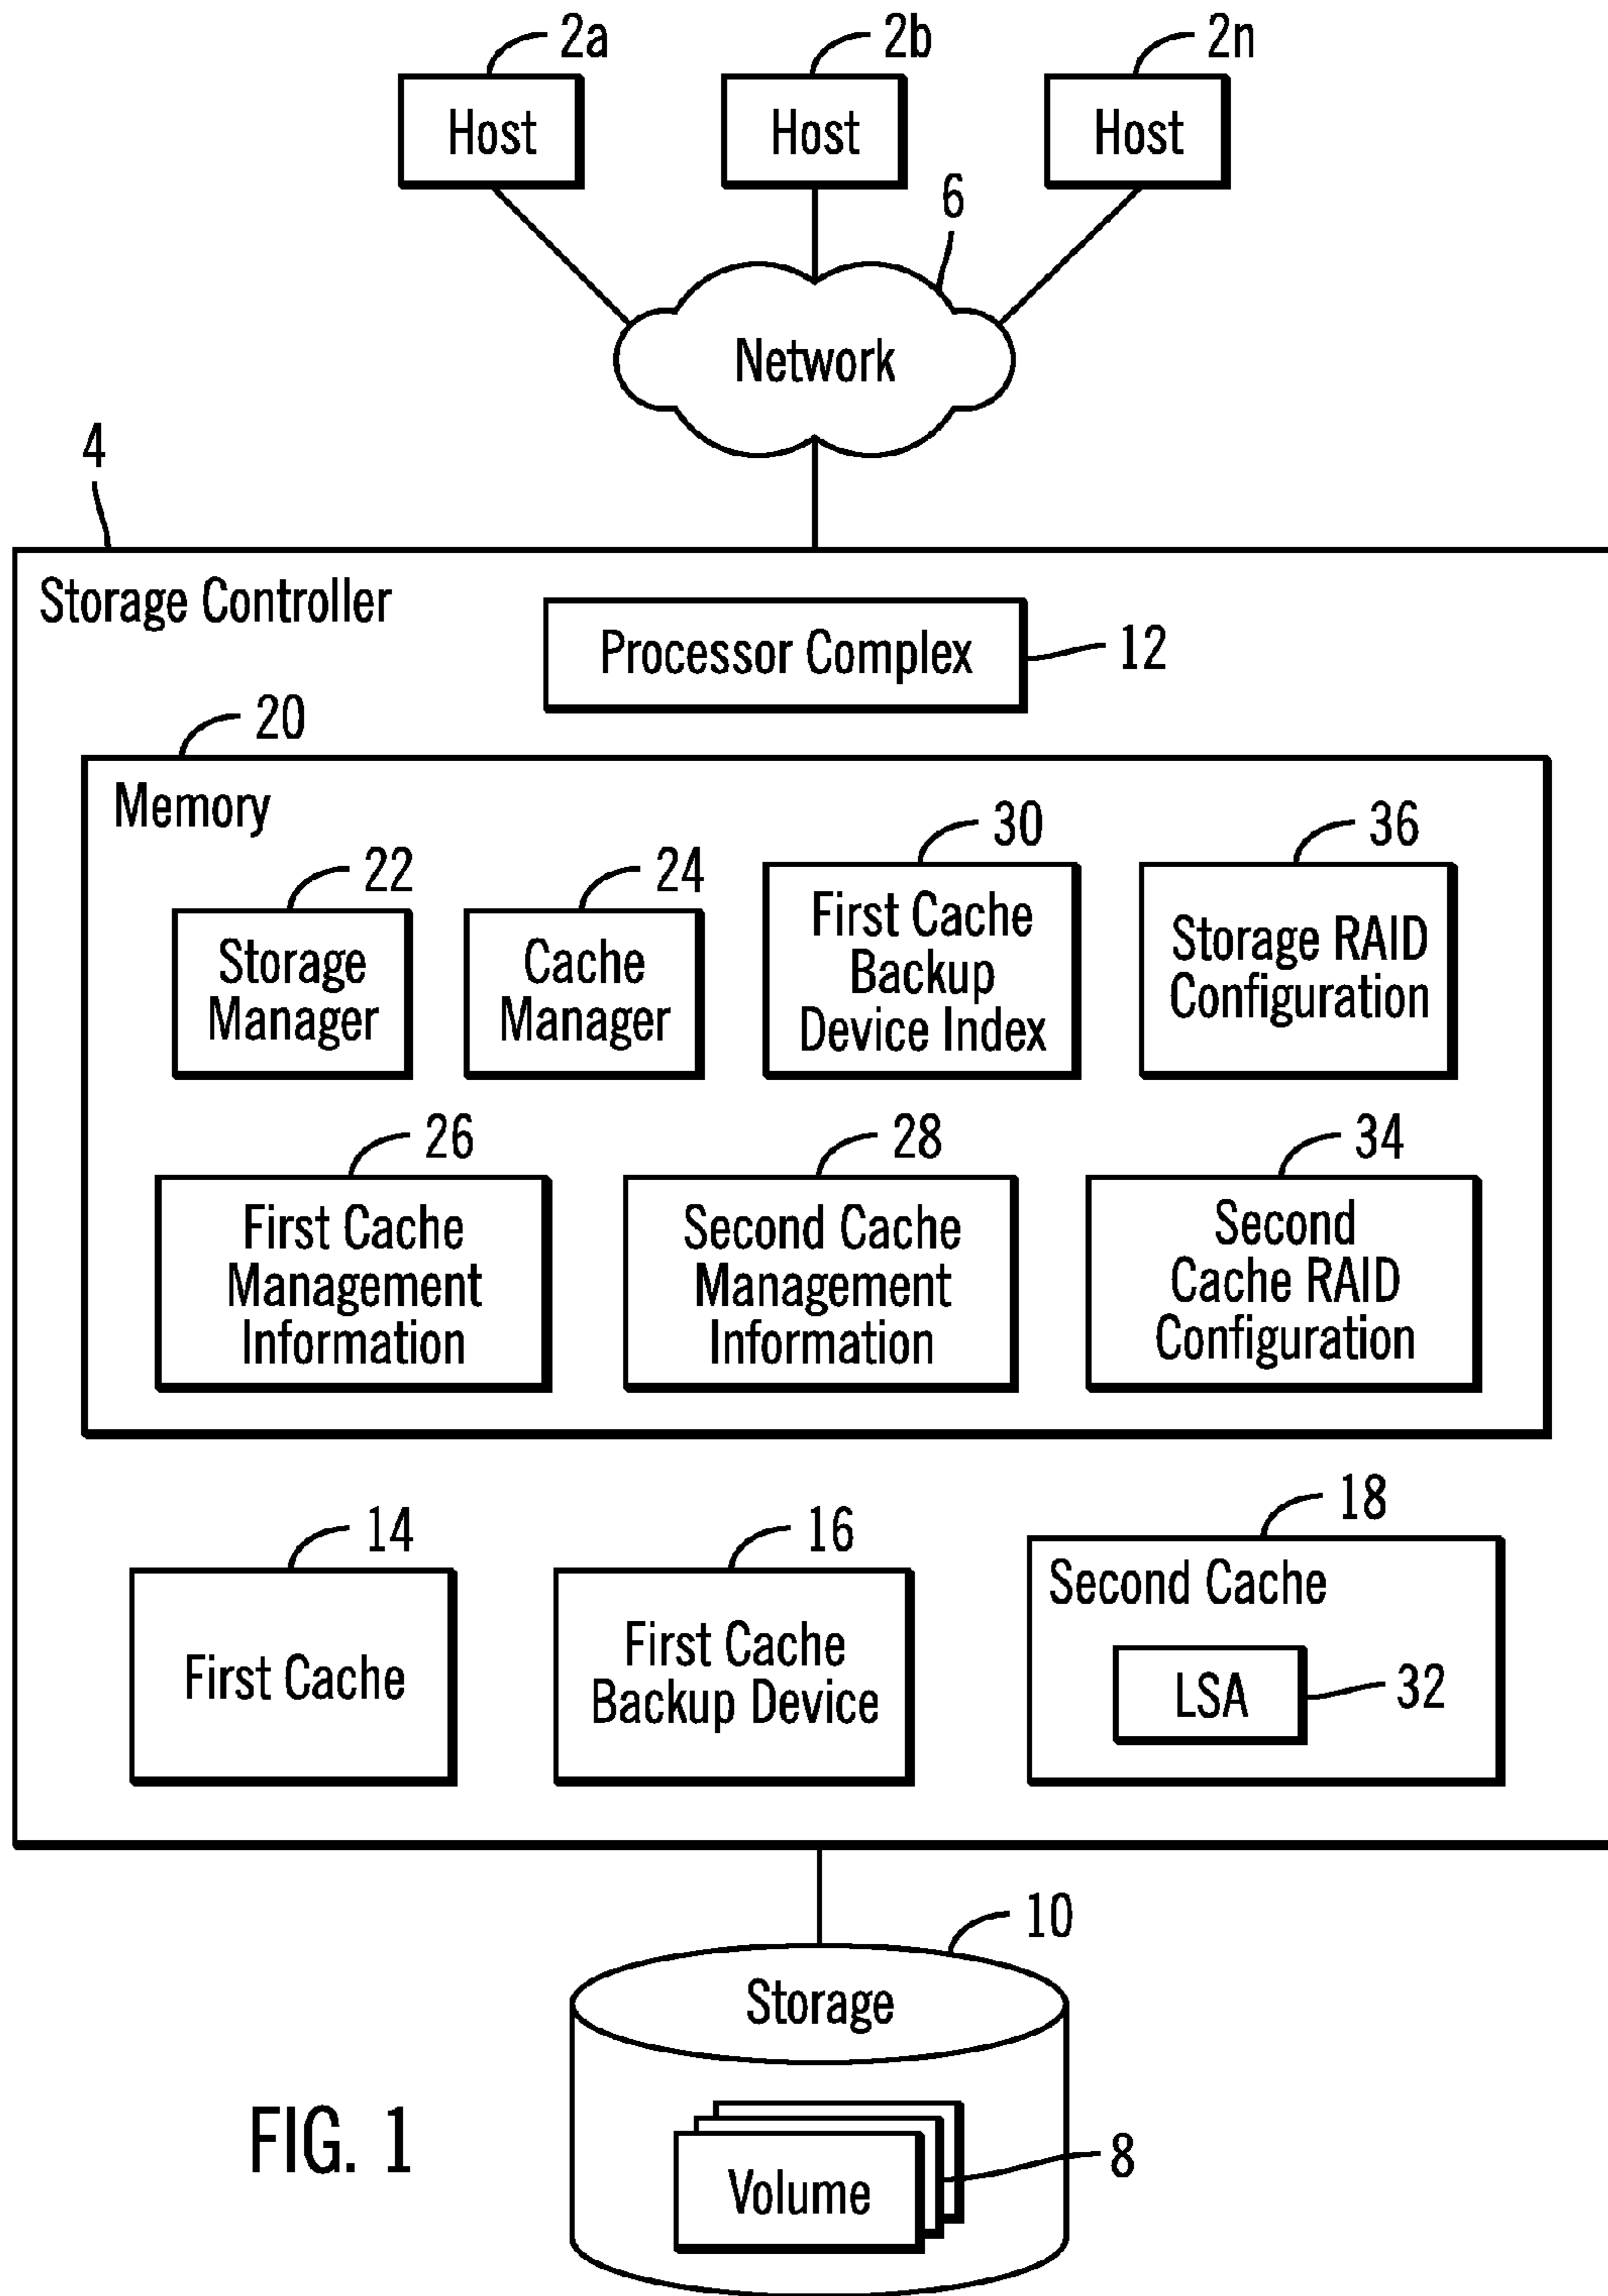 2a
2b
2n
Host
Host
Host
6
Network
4
Storage Controller
Processor Complex
12
20
Memory
22
24
30
36
Storage
Manager
Cache
Manager
First Cache
Backup
Device Index
Storage RAID
Configuration
26
28
34
First Cache
Management
Information
Second Cache
Management
Information
Second
Cache RAID
Configuration
14
16
18
First Cache
First Cache
Backup Device
Second Cache
LSA
32
10
Storage
Volume
8
FIG. 1